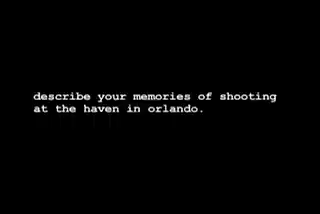 describe your memories of shooting
at the haven in orlando.